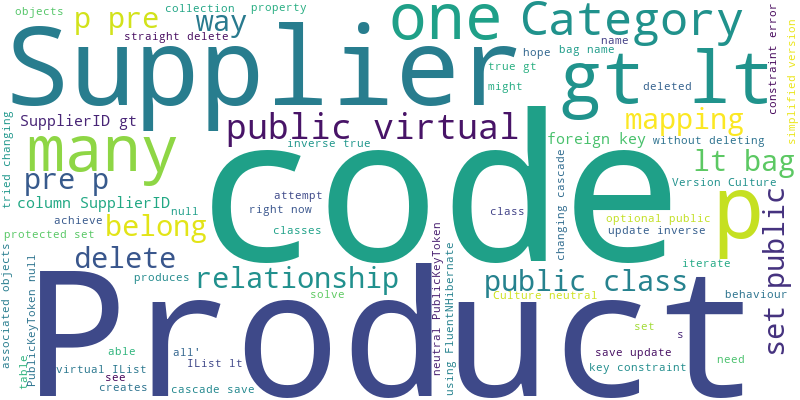 objects
collection
property
p pre
way
one
Category
straight delete
Supplier
hope
bag name
name
constraint error
simplified version
true gt
might
gt
lt
deleted
SupplierID gt
public virtual
mapping
many
inverse true
foreign key
without deleting
tried changing
code
lt bag
pre p
Version Culture
column SupplierID
attempt
right now
null
class
changing cascade
p
optional public
achieve
belong
classes
update inverse
set public
protected set
delete
relationship
produces
solve
iterate
public class
Culture neutral
behaviour
associated objects
PublicKeyToken null
neutral PublicKeyToken
using FluentNHibernate
Product
set
s
able
all'
virtual IList
IList lt
see
table
creates
cascade save
save update
need
key constraint